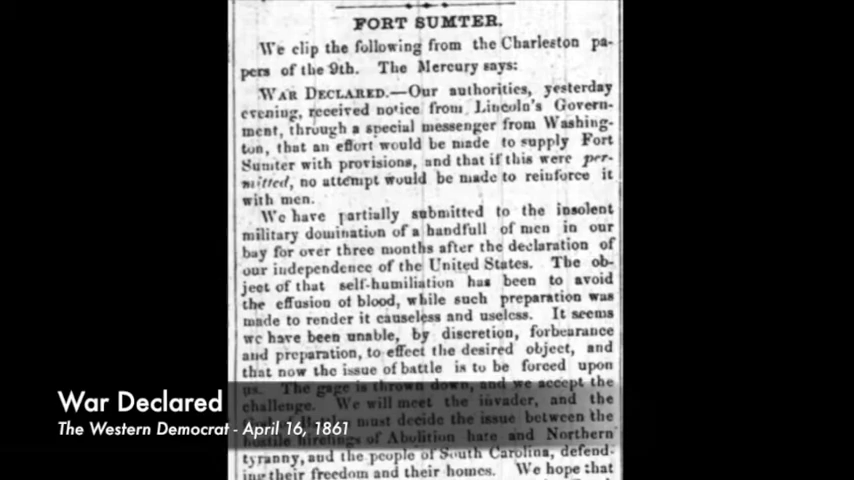 FORT SUMTER.
We clip the following from the Charleston pa-
pers of the 9th. The Mercury says:
WAR DECLARED.—Our authorities, yesterday
evening, received notice from Lincoln's Govern-
ment, through a special messenger from Washing-
ton, that an effort would be made to supply Fort
Sumter with provisions, and that if this were per-
mitted, no attempt would be made to reinforce it
with men.
We have partially submitted to the insolent
military domination of a handfull of men in our
bay for over three months after the declaration of
our independence of the United States. The ob-
ject of that self-humiliation has been to avoid
the effusion of blood, while such preparation was
made to render it causeless and useless. It seems
we have been unable, by discretion, forbearance
and preparation, to effect the desired object, and
that now the issue of battle is to be forced upon
us. The gage is thrown down, and we accept the
challenge. We will meet the invader, and the
must decide the issue between the
hostile hirelings of Abolition hate and Northern
tyranny, and the people of South Carolina, defend-
ing their freedom and their homes. We hope that
War Declared
The Western Democrat - April 16, 1861